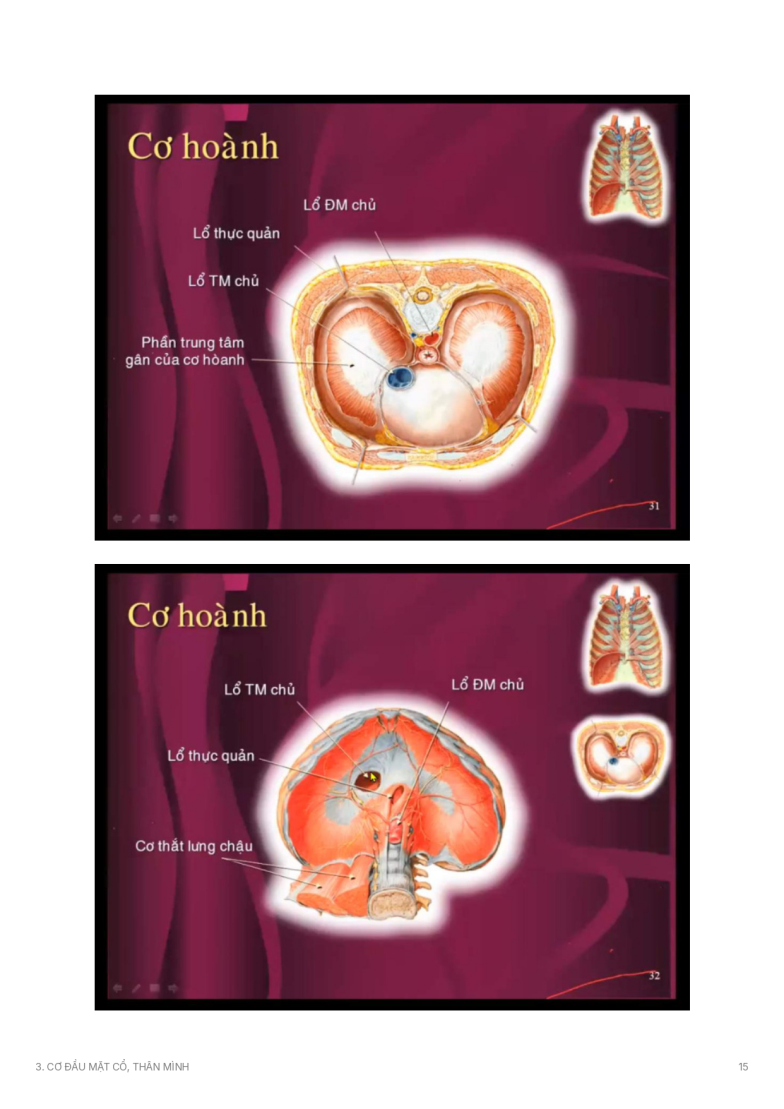 Cơ hoành
Lổ ĐM chủ
Lổ thực quản
Lổ TM chủ
Phần trung tâm
gân của cơ hòanh
31
Cơ hoành
Lổ TM chủ
Lổ ĐM chủ
Lổ thực quản
Cơ thắt lưng chậu
32
3. CƠ ĐẦU MẶT CỔ, THÂN MÌNH
15